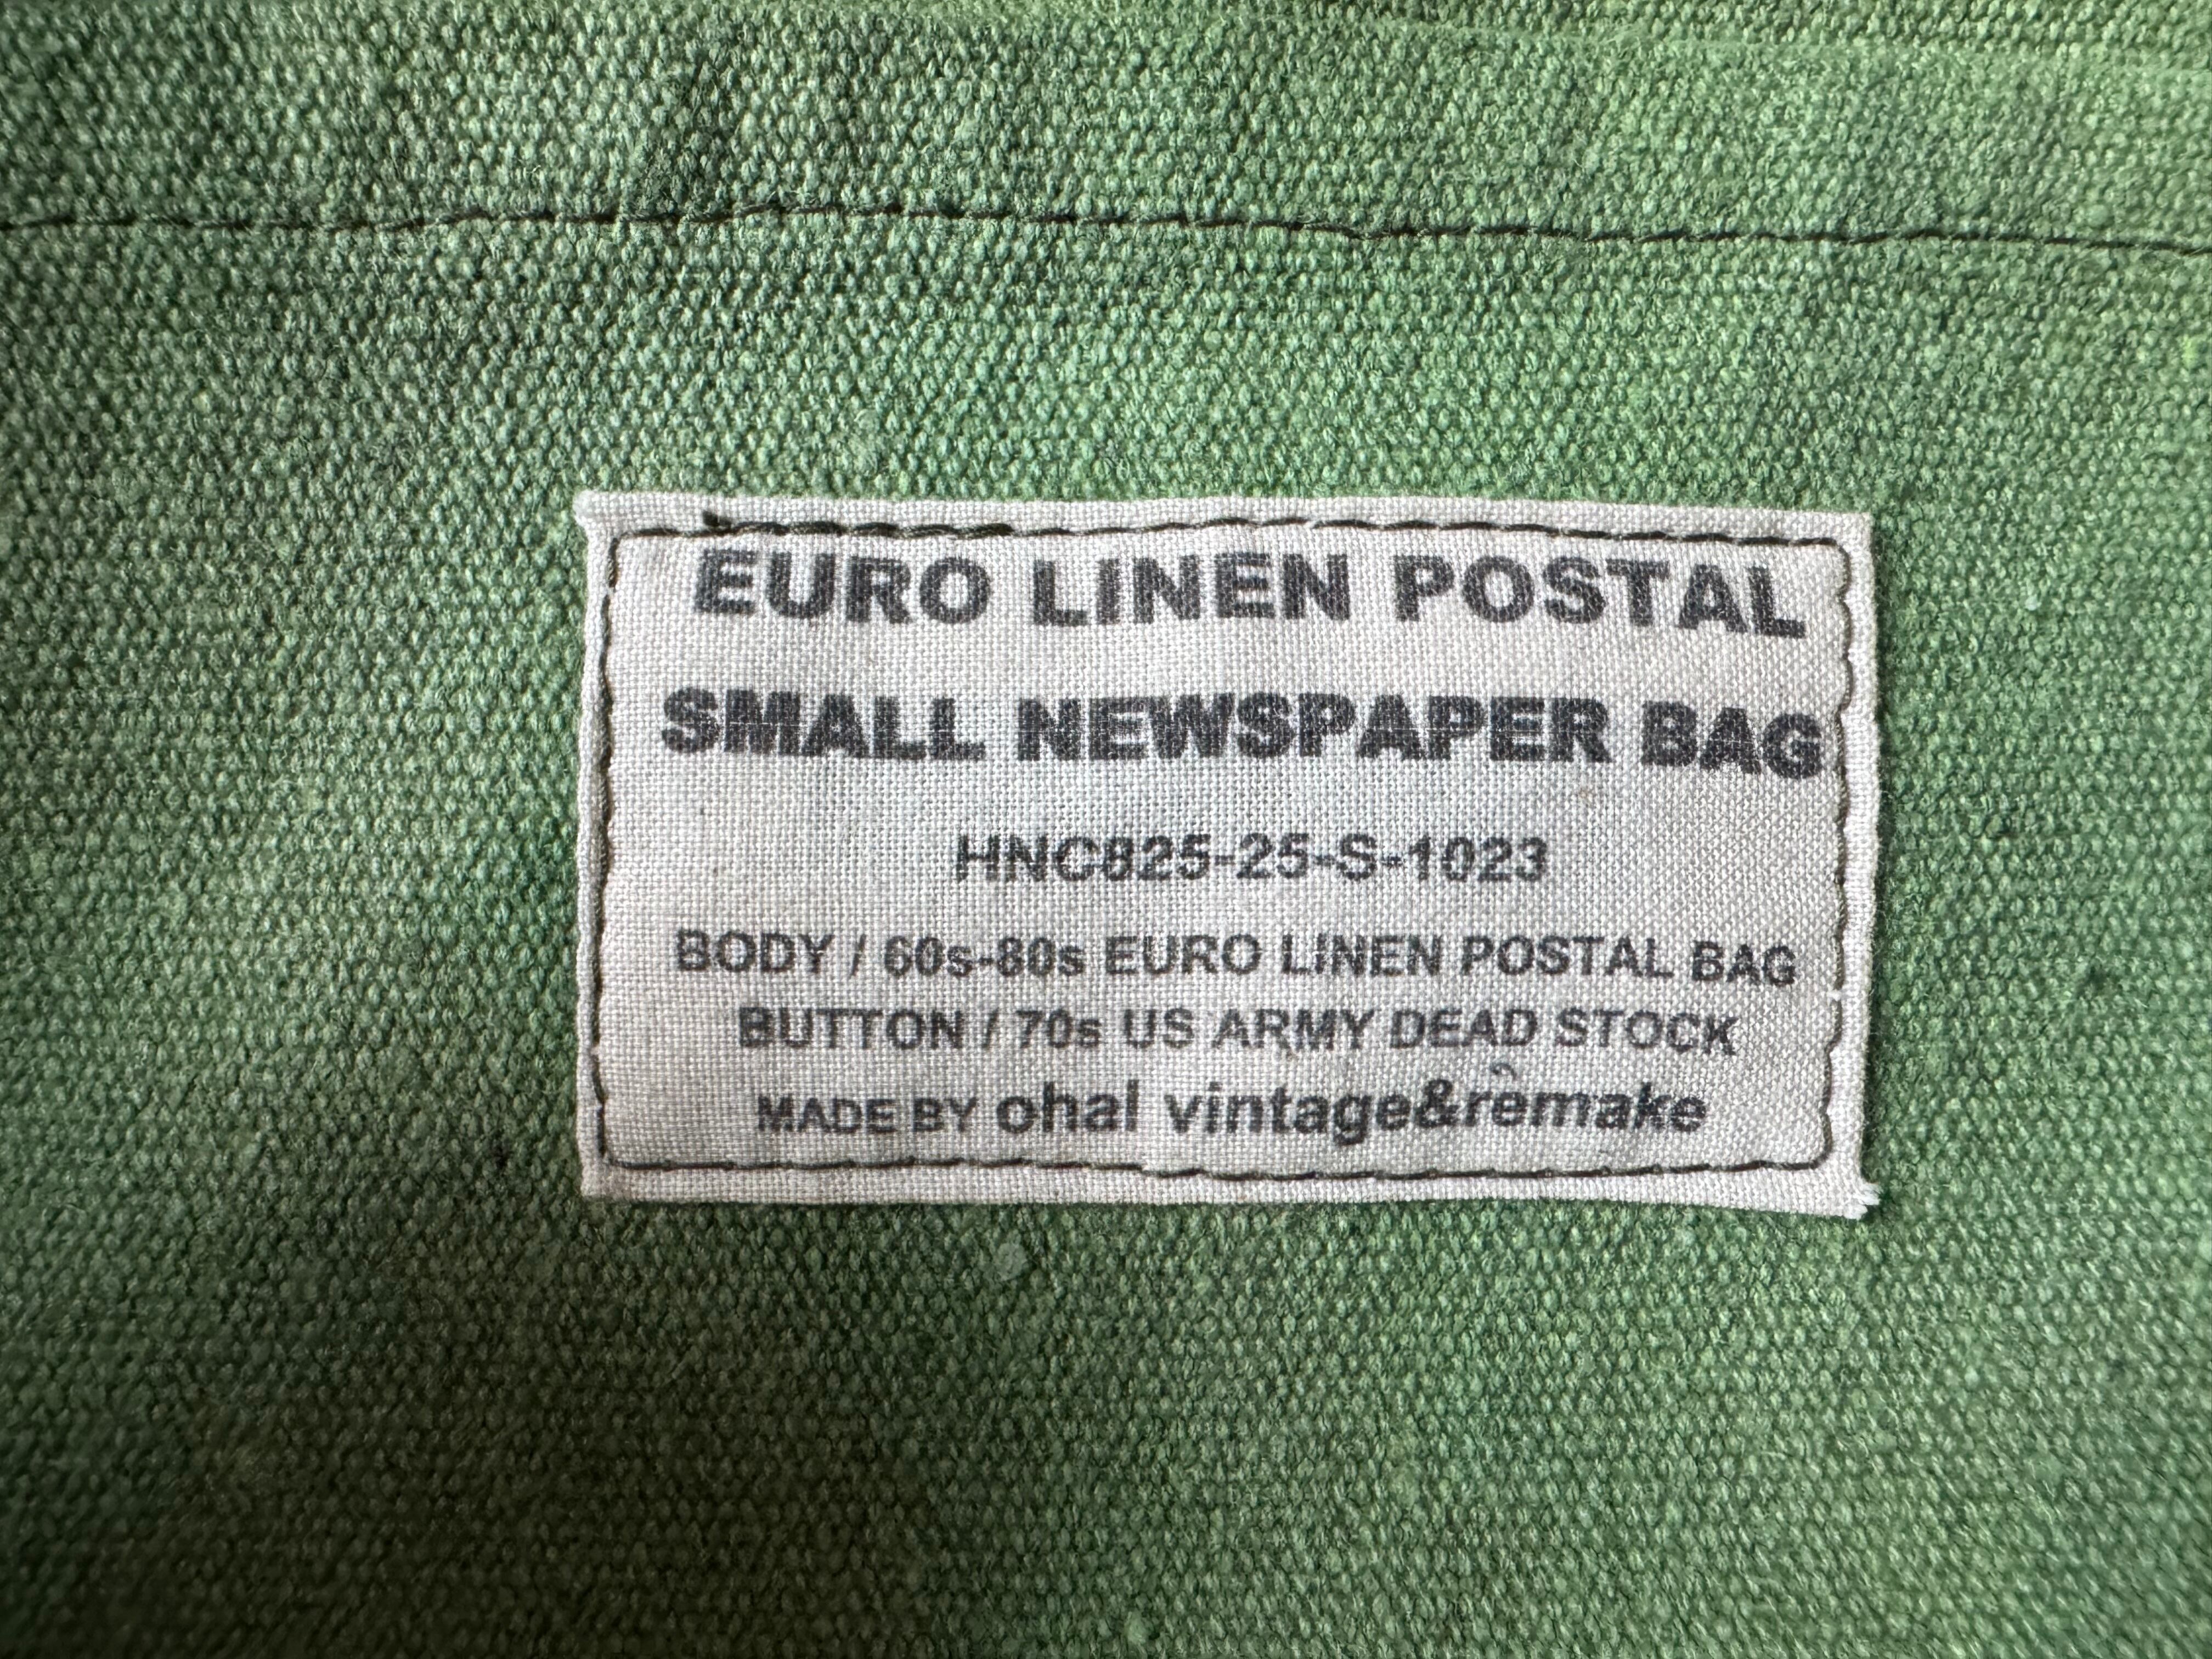 EURO LINEN POSTAL
SMALL NEWSPAPER BAG
HNC825-25-S-1023
BODY / 60s-80s EURO LINEN POSTAL BAG
BUTTON / 70s US ARMY DEAD STOCK
MADE BY ohal vintage&remake